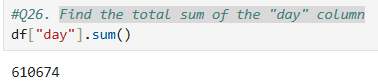 #Q26. Find the total sum of the "day" column
df["day"].sum()
610674